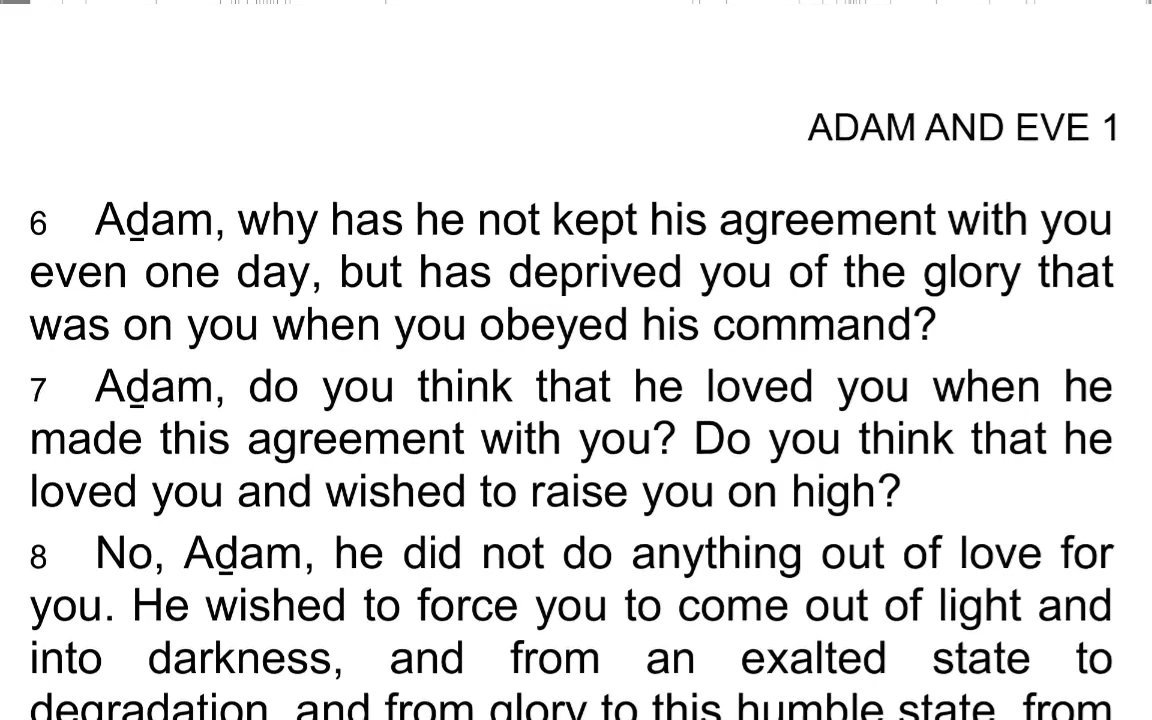 ADAM AND EVE 1
6 Aḏam, why has he not kept his agreement with you
even one day, but has deprived you of the glory that
was on you when you obeyed his command?
7 Aḏam, do you think that he loved you when he
made this agreement with you? Do you think that he
loved you and wished to raise you on high?
8 No, Aḏam, he did not do anything out of love for
you. He wished to force you to come out of light and
into darkness, and from an exalted state to
degradation, and from glory to this humble state, from